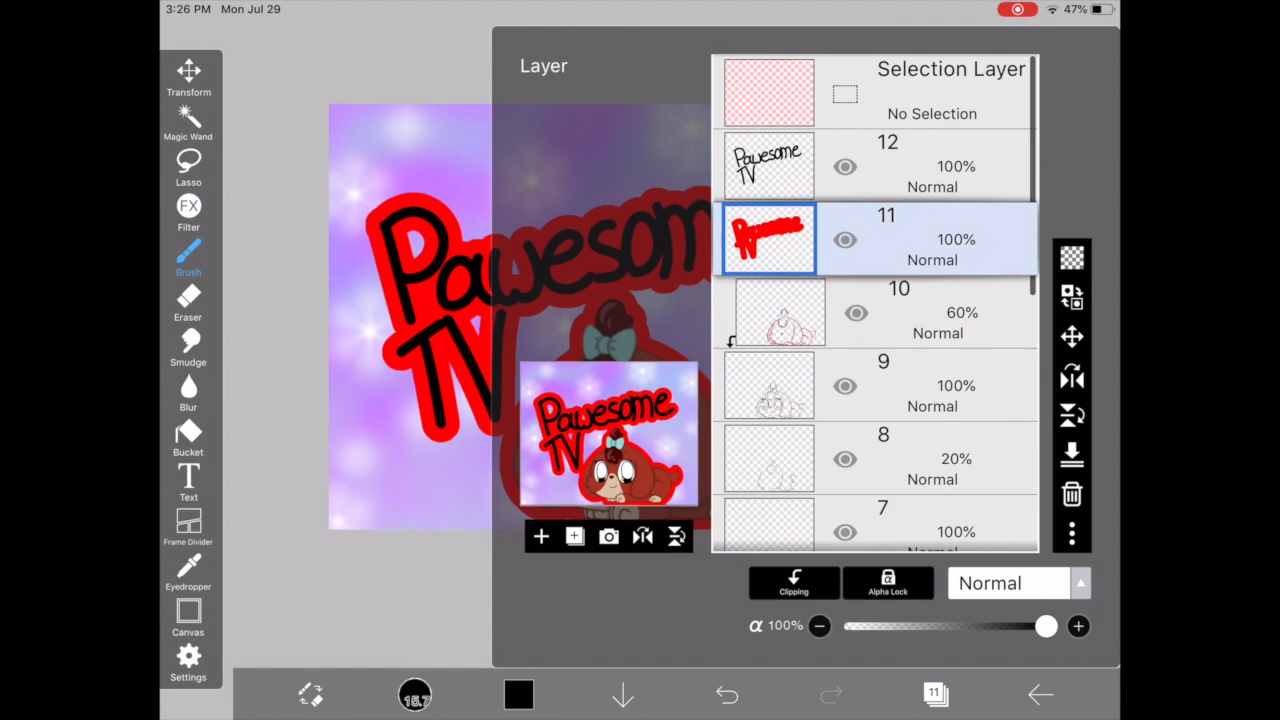 3:26 PM Mon Jul 29
47%
Transform
Magic Wand
Lasso
FX
Filter
Brush
Eraser
Smudge
Blur
Bucket
T
Text
Frame Divider
Eyedropper
Canvas
Settings
Pawesom
TV
Layer
Pawesome
TV
Selection Layer
No Selection
Pawesome
TV
12
100%
Normal
11
100%
Normal
10
60%
Normal
9
100%
Normal
8
20%
Normal
7
100%
Clipping
α
Alpha Lock
Normal
α 100%
15.7
11